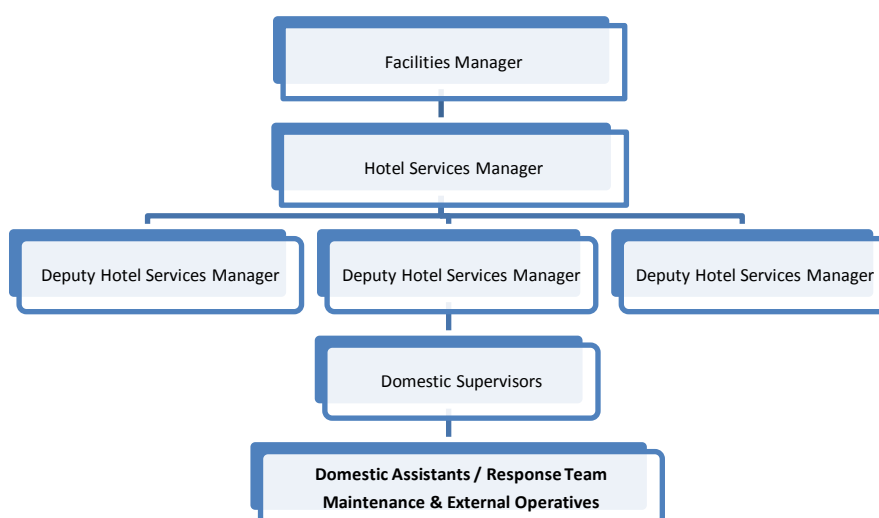 Facilities Manager
Hotel Services Manager
Deputy Hotel Services Manager
Deputy Hotel Services Manager
Deputy Hotel Services Manager
Domestic Supervisors
Domestic Assistants / Response Team
Maintenance & External Operatives